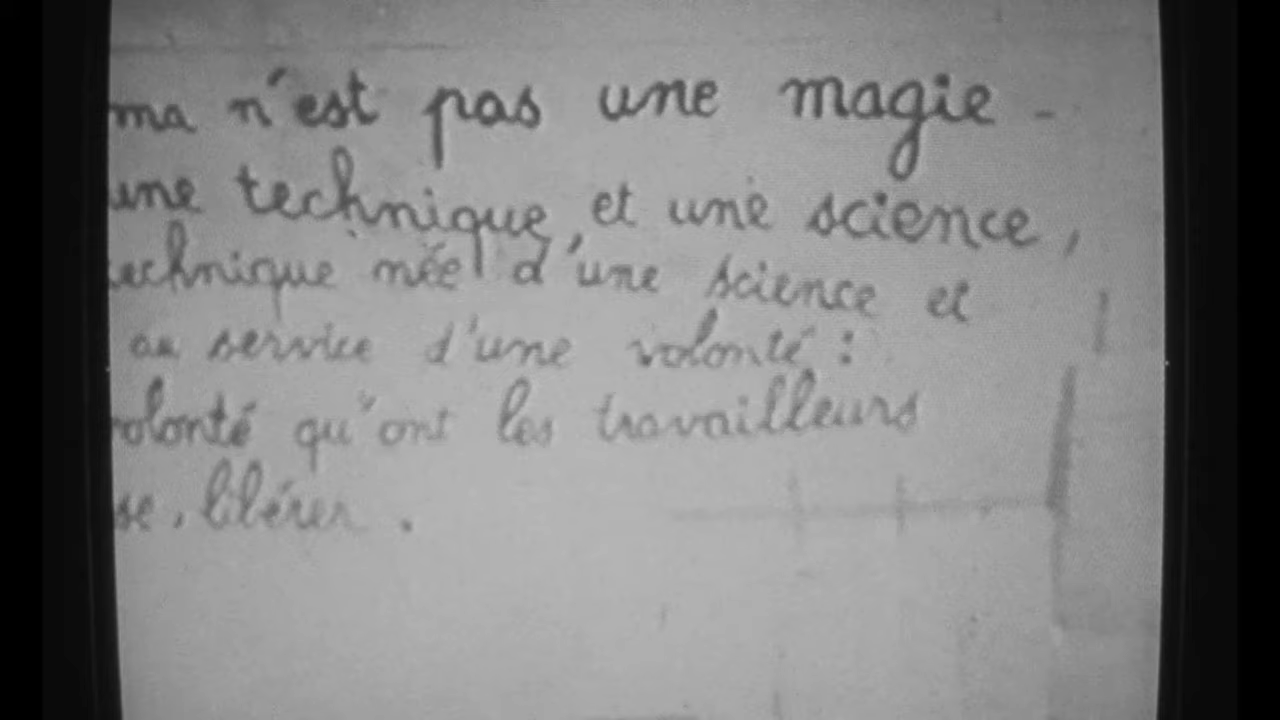 ma n'est pas une magie -
une technique, et une science,
echnique née d'une science et
au service d'une volonté :
olonté qu'ont les travailleurs
se libérer.